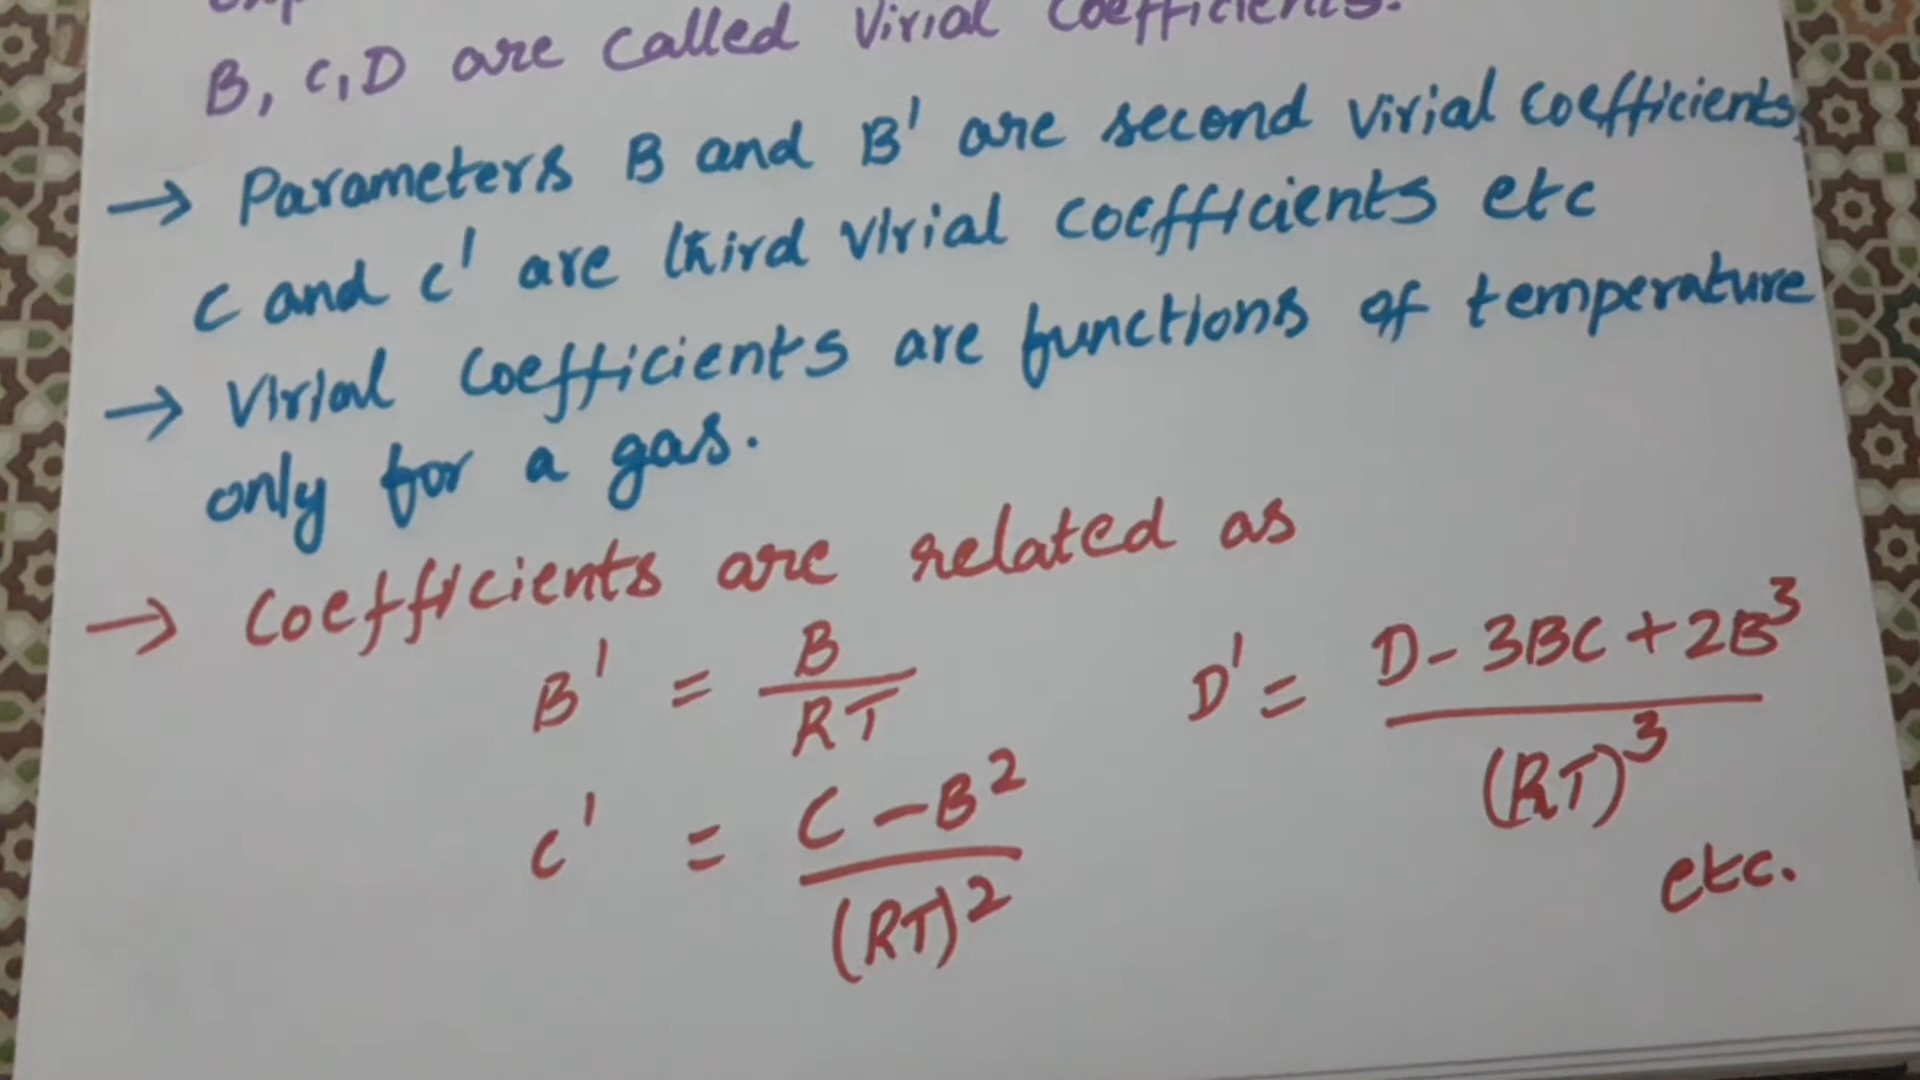 B, C, D are called Virial Coefficients.
→ Parameters B and B' are second virial coefficients
C and C' are third virial coefficients etc
→ Virial Coefficients are functions of temperature
only for a gas.
→ Coefficients are related as
B' = B / RT
C' = C - B² / (RT)²
D' = D - 3BC + 2B³ / (RT)³
etc.